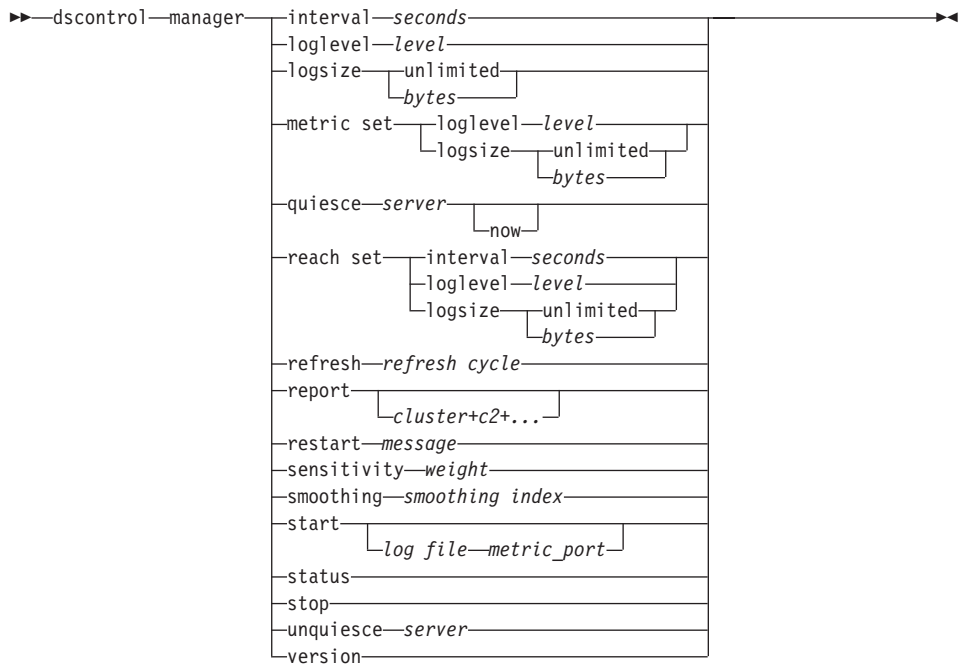 dscontrol manager interval seconds
loglevel level
logsize unlimited
bytes
metric set loglevel level
logsize unlimited
bytes
quiesce server
now
reach set interval seconds
loglevel level
logsize unlimited
bytes
refresh refresh cycle
report
cluster+c2+...
restart message
sensitivity weight
smoothing smoothing index
start
log file metric_port
status
stop
unquiesce server
version